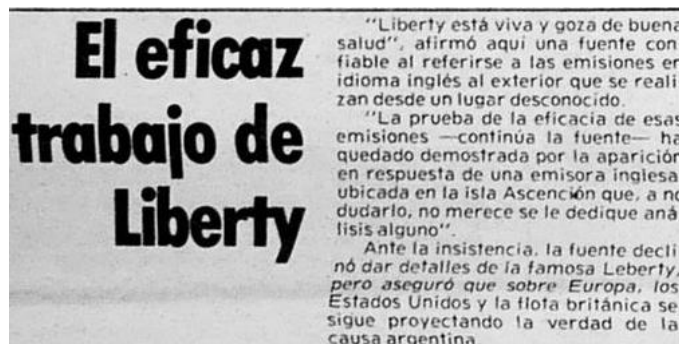 El eficaz
trabajo de
Liberty
"Liberty está viva y goza de buena
salud", afirmó aquí una fuente con
fiable al referirse a las emisiones en
idioma inglés al exterior que se reali
zan desde un lugar desconocido.
"La prueba de la eficacia de esas
emisiones —continúa la fuente— ha
quedado demostrada por la aparición
en respuesta de una emisora inglesa
ubicada en la isla Ascención que, a no
dudarlo, no merece se le dedique aná
lisis alguno".
Ante la insistencia, la fuente decli
nó dar detalles de la famosa Leberty,
pero aseguró que sobre Europa, los
Estados Unidos y la flota británica se
sigue proyectando la verdad de la
causa argentina